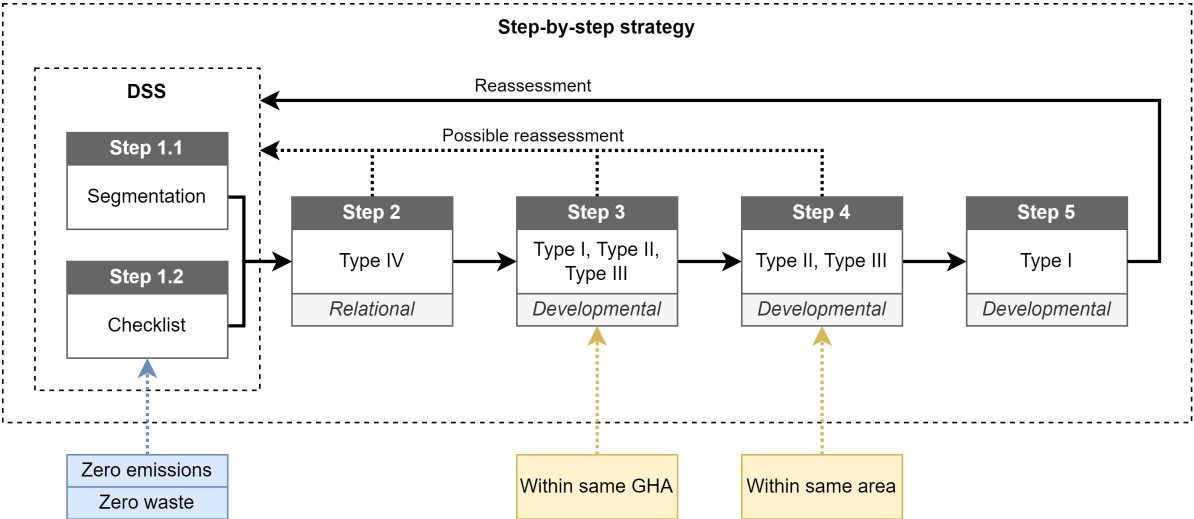 Step-by-step strategy
DSS
Reassessment
Possible reassessment
Step 1.1
Segmentation
Step 1.2
Checklist
Step 2
Type IV
Relational
Step 3
Type I, Type II,
Type III
Developmental
Step 4
Type II, Type III
Developmental
Step 5
Type I
Developmental
Zero emissions
Zero waste
Within same GHA
Within same area